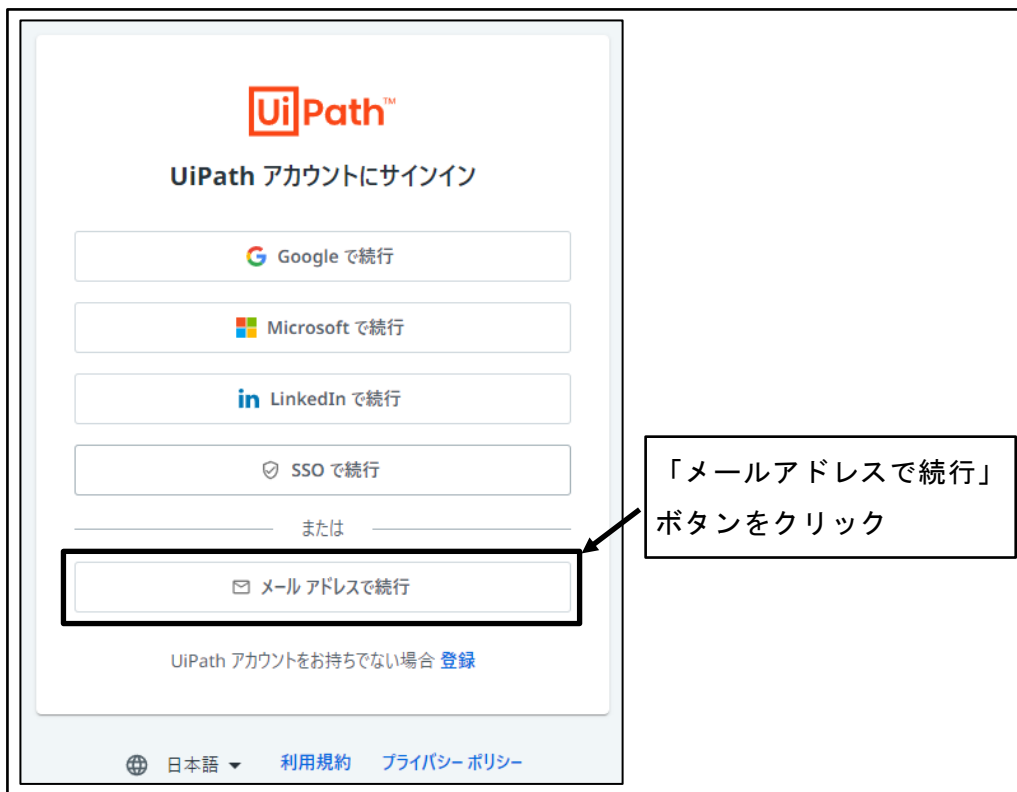 UiPath™
UiPath アカウントにサインイン
Google で続行
Microsoft で続行
in LinkedIn で続行
SSO で続行
または
メール アドレスで続行
UiPath アカウントをお持ちでない場合 登録
日本語 利用規約 プライバシー ポリシー
「メールアドレスで続行」
ボタンをクリック